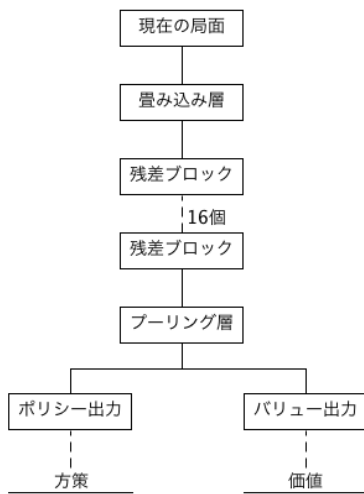 現在の局面
畳み込み層
残差ブロック
16個
残差ブロック
プーリング層
ポリシー出力
バリュー出力
方策
価値